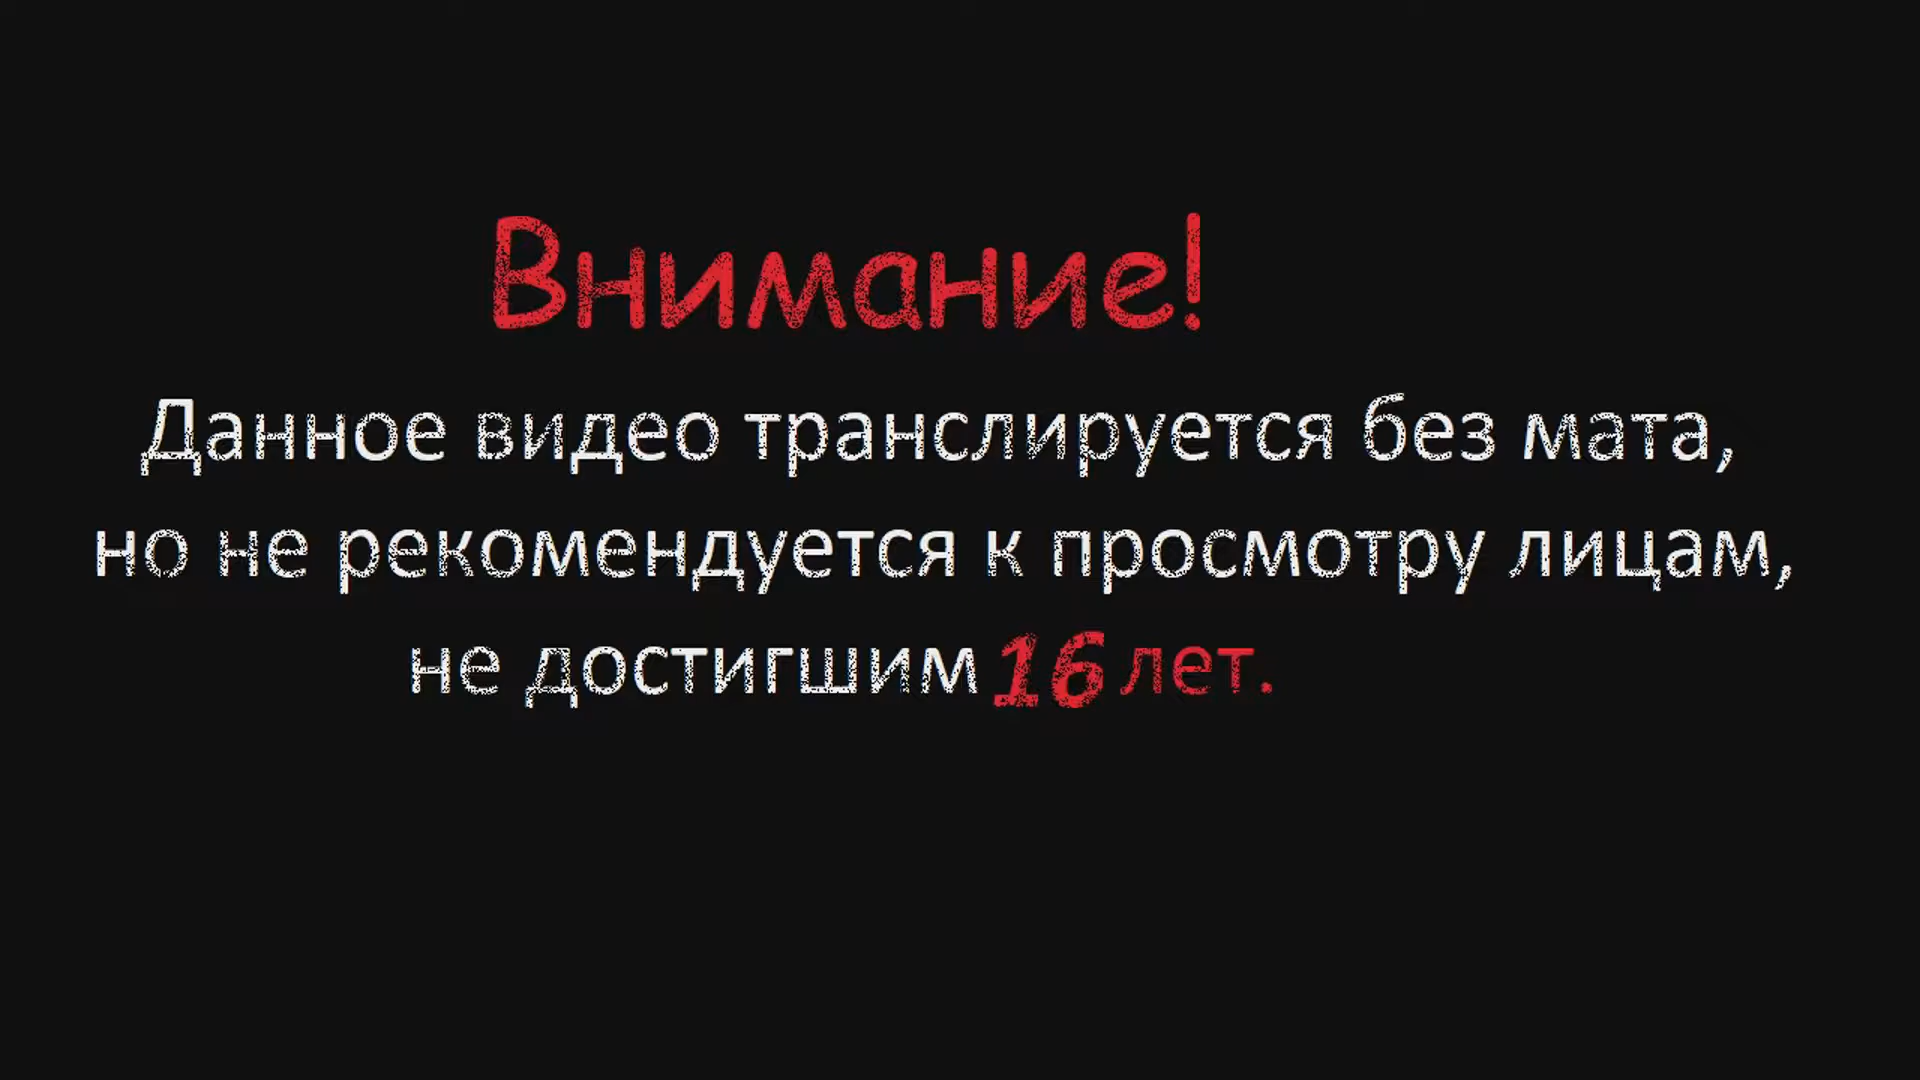 Внимание!
Данное видео транслируется без мата,
но не рекомендуется к просмотру лицам,
не достигшим 16 лет.